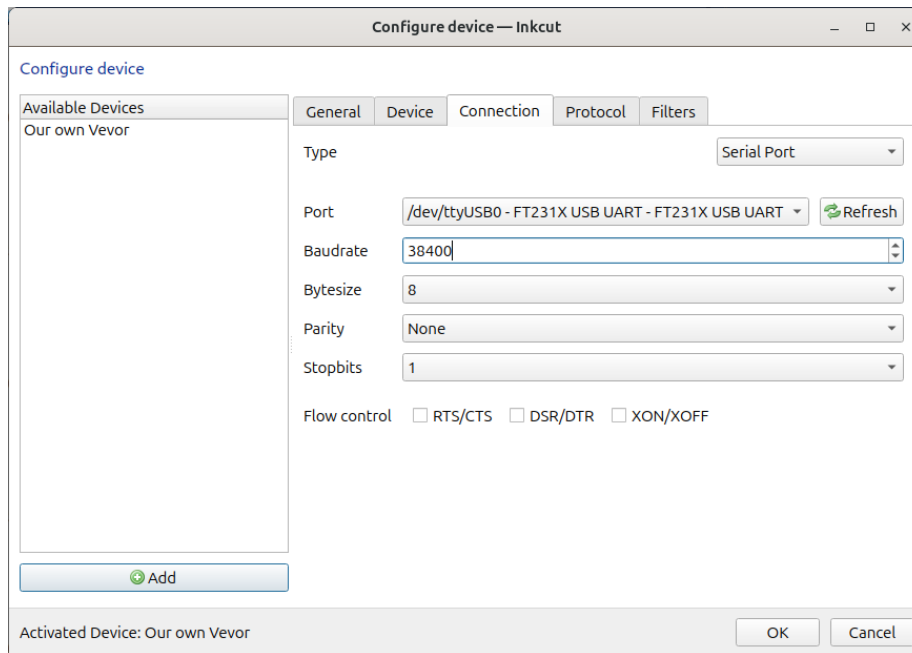 Configure device — Inkcut
Configure device
Available Devices
Our own Vevor
General Device Connection Protocol Filters
Type Serial Port
Port /dev/ttyUSB0 - FT231X USB UART - FT231X USB UART Refresh
Baudrate 38400
Bytesize 8
Parity None
Stopbits 1
Flow control RTS/CTS DSR/DTR XON/XOFF
Add
Activated Device: Our own Vevor OK Cancel